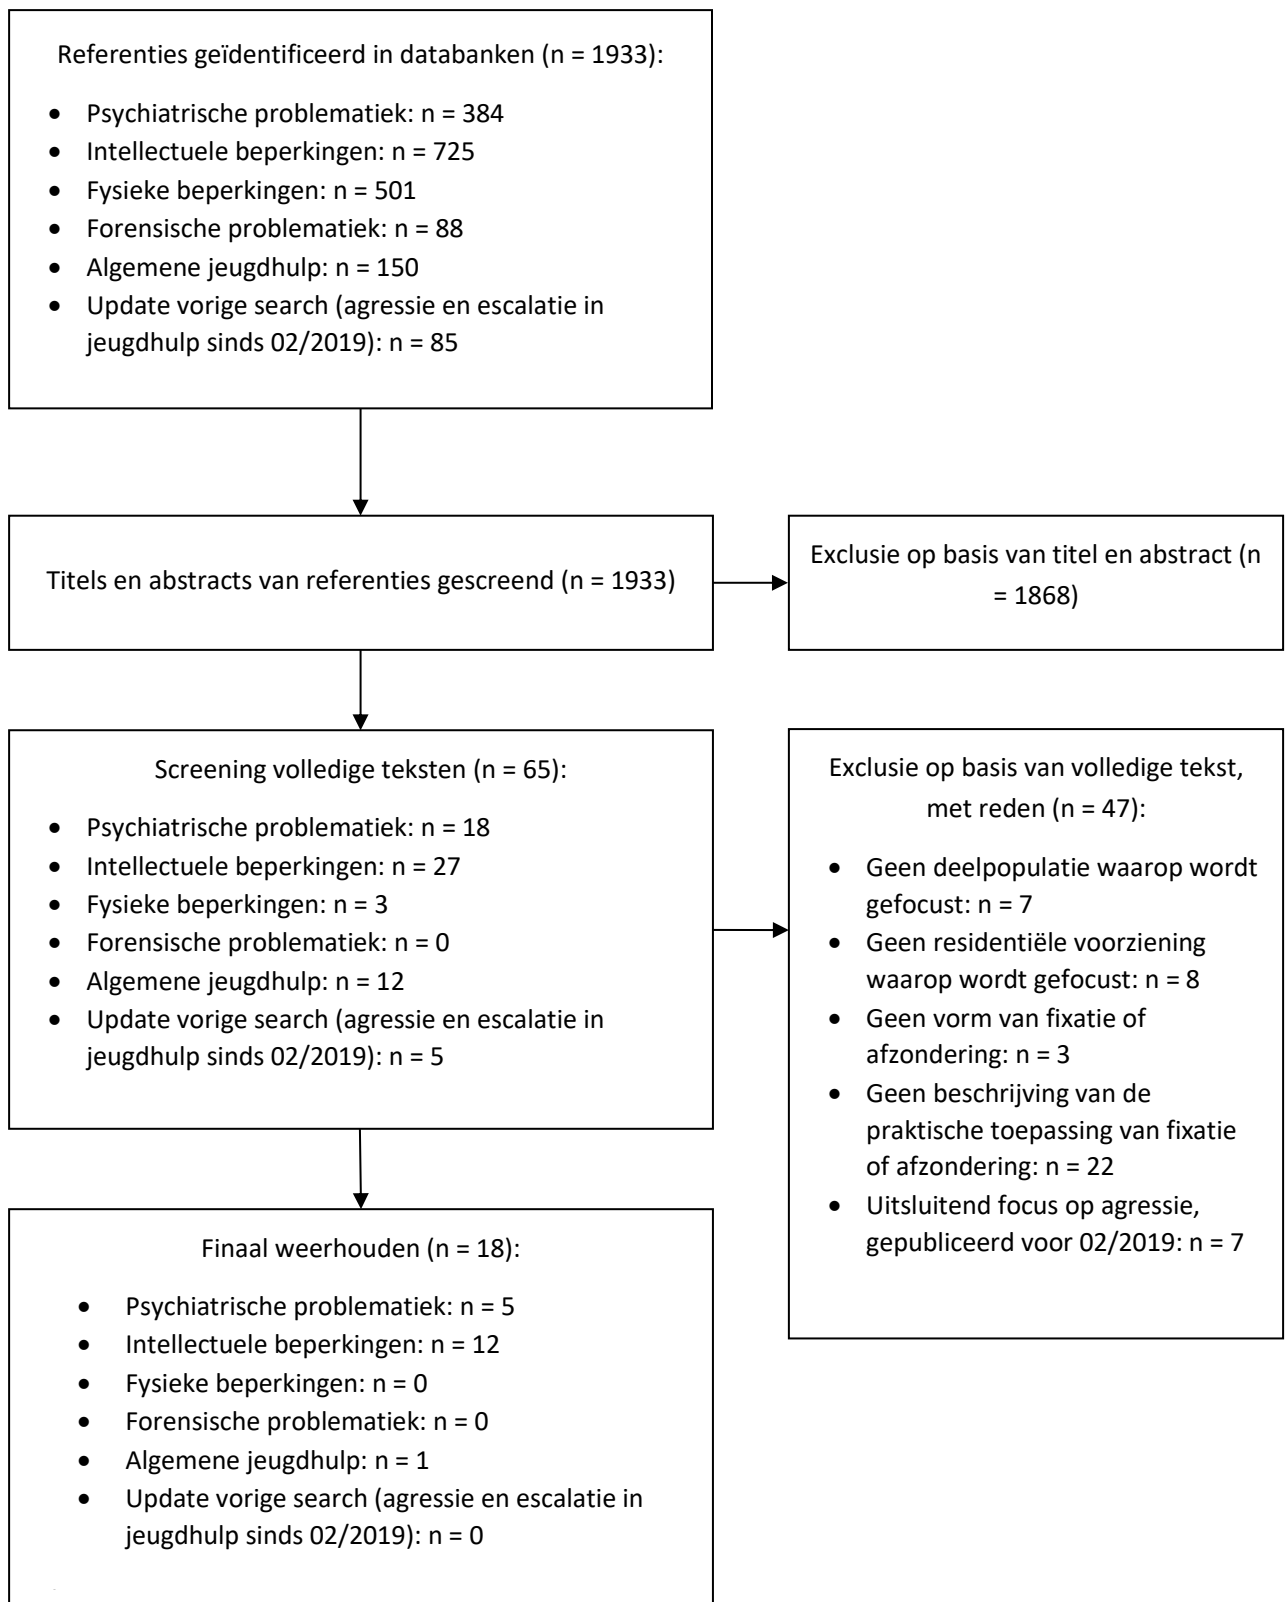 Referenties geïdentificeerd in databanken (n = 1933):
• Psychiatrische problematiek: n = 384
• Intellectuele beperkingen: n = 725
• Fysieke beperkingen: n = 501
• Forensische problematiek: n = 88
• Algemene jeugdhulp: n = 150
• Update vorige search (agressie en escalatie in
jeugdhulp sinds 02/2019): n = 85
Titels en abstracts van referenties gescreend (n = 1933)
Exclusie op basis van titel en abstract (n
= 1868)
Screening volledige teksten (n = 65):
• Psychiatrische problematiek: n = 18
• Intellectuele beperkingen: n = 27
• Fysieke beperkingen: n = 3
• Forensische problematiek: n = 0
• Algemene jeugdhulp: n = 12
• Update vorige search (agressie en escalatie in
jeugdhulp sinds 02/2019): n = 5
Exclusie op basis van volledige tekst,
met reden (n = 47):
• Geen deelpopulatie waarop wordt
gefocust: n = 7
• Geen residentiële voorziening
waarop wordt gefocust: n = 8
• Geen vorm van fixatie of
afzondering: n = 3
• Geen beschrijving van de
praktische toepassing van fixatie
of afzondering: n = 22
• Uitsluitend focus op agressie,
gepubliceerd voor 02/2019: n = 7
Finaal weerhouden (n = 18):
• Psychiatrische problematiek: n = 5
• Intellectuele beperkingen: n = 12
• Fysieke beperkingen: n = 0
• Forensische problematiek: n = 0
• Algemene jeugdhulp: n = 1
• Update vorige search (agressie en escalatie in
jeugdhulp sinds 02/2019): n = 0